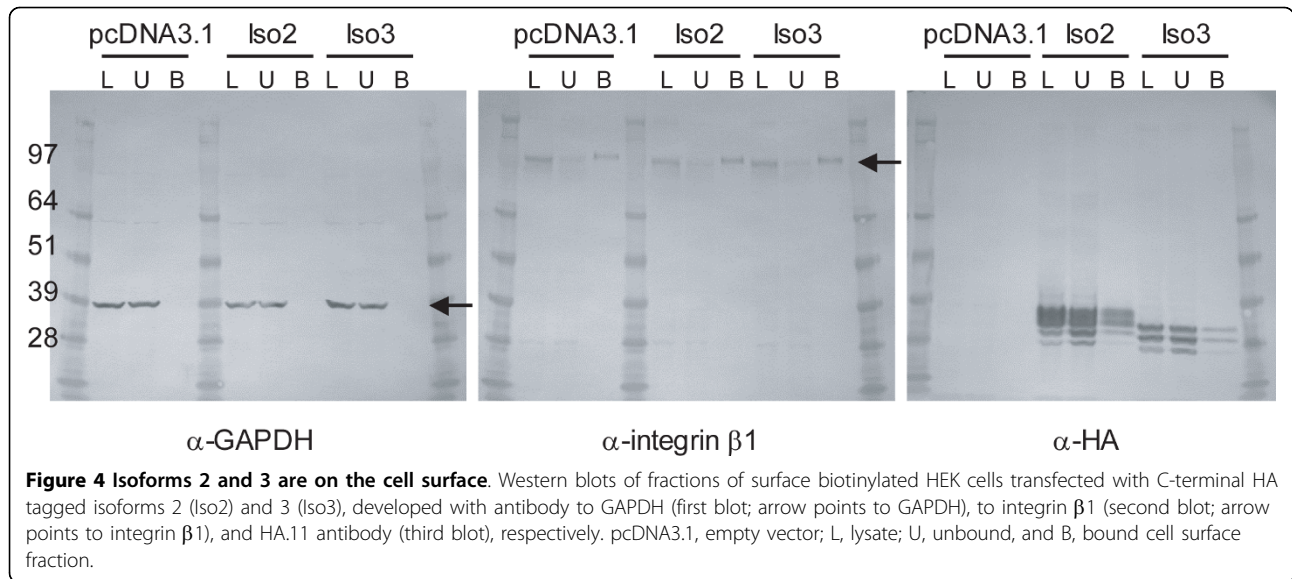 pcDNA3.1 Iso2 Iso3
L U B L U B L U B
pcDNA3.1 Iso2 Iso3
L U B L U B L U B
pcDNA3.1 Iso2 Iso3
L U B L U B L U B
97
64
51
39
28
α-GAPDH
α-integrin β1
α-HA
Figure 4 Isoforms 2 and 3 are on the cell surface. Western blots of fractions of surface biotinylated HEK cells transfected with C-terminal HA
tagged isoforms 2 (Iso2) and 3 (Iso3), developed with antibody to GAPDH (first blot; arrow points to GAPDH), to integrin β1 (second blot; arrow
points to integrin β1), and HA.11 antibody (third blot), respectively. pcDNA3.1, empty vector; L, lysate; U, unbound, and B, bound cell surface
fraction.